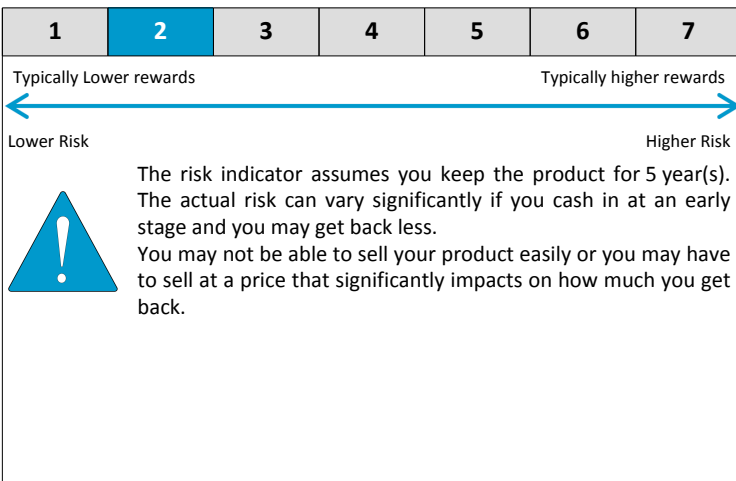 1 2 3 4 5 6 7
Typically Lower rewards Typically higher rewards
Lower Risk Higher Risk
The risk indicator assumes you keep the product for 5 year(s).
The actual risk can vary significantly if you cash in at an early
stage and you may get back less.
You may not be able to sell your product easily or you may have
to sell at a price that significantly impacts on how much you get
back.